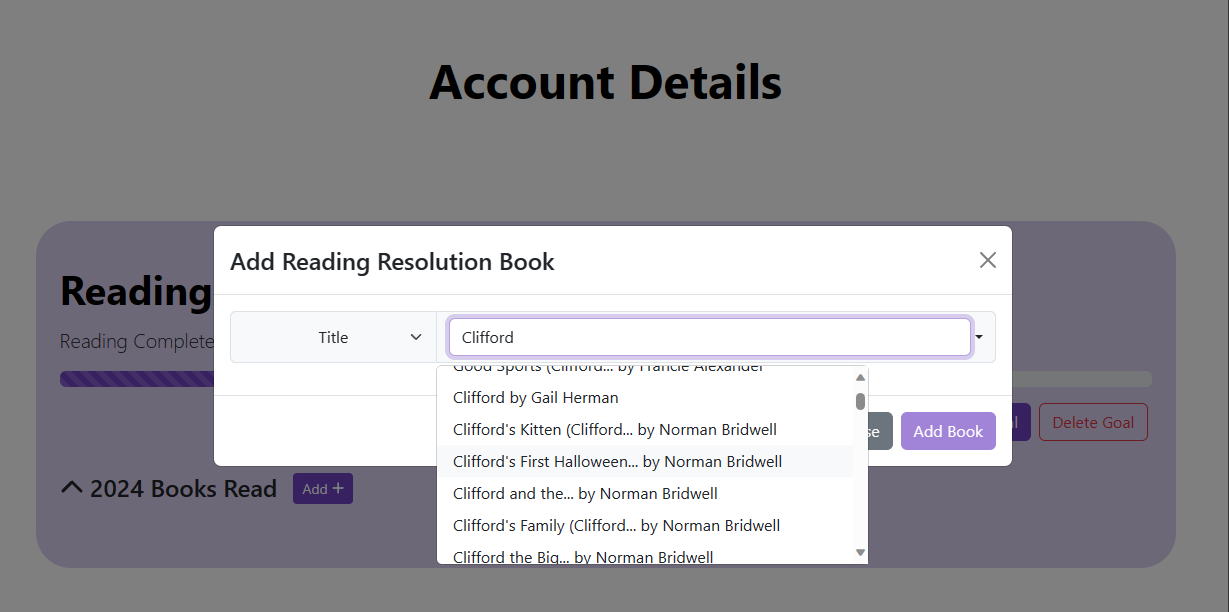 Account Details
Add Reading Resolution Book
Reading
Title
Clifford
Reading Complete
Good Sports (Clifford... by Francie Alexander
Clifford by Gail Herman
Clifford's Kitten (Clifford... by Norman Bridwell
se
Add Book
l
Delete Goal
Clifford's First Halloween... by Norman Bridwell
2024 Books Read
Add +
Clifford and the... by Norman Bridwell
Clifford's Family (Clifford... by Norman Bridwell
Clifford the Big... by Norman Bridwell